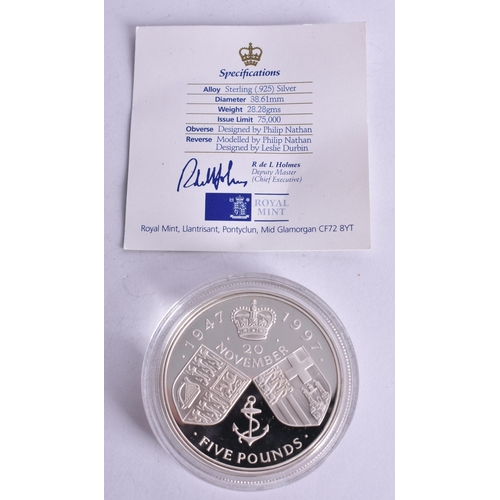 Specifications
Alloy Sterling (.925) Silver
Diameter 38.61mm
Weight 28.28gms
Issue Limit 75,000
Obverse Designed by Philip Nathan
Reverse Modelled by Philip Nathan
Designed by Leslie Durbin
R de L Holmes
Deputy Master
(Chief Executive)
ROYAL
MINT
Royal Mint, Llantrisant, Pontyclun, Mid Glamorgan CF72 8YT
1947 1997
20
NOVEMBER
· FIVE POUNDS ·